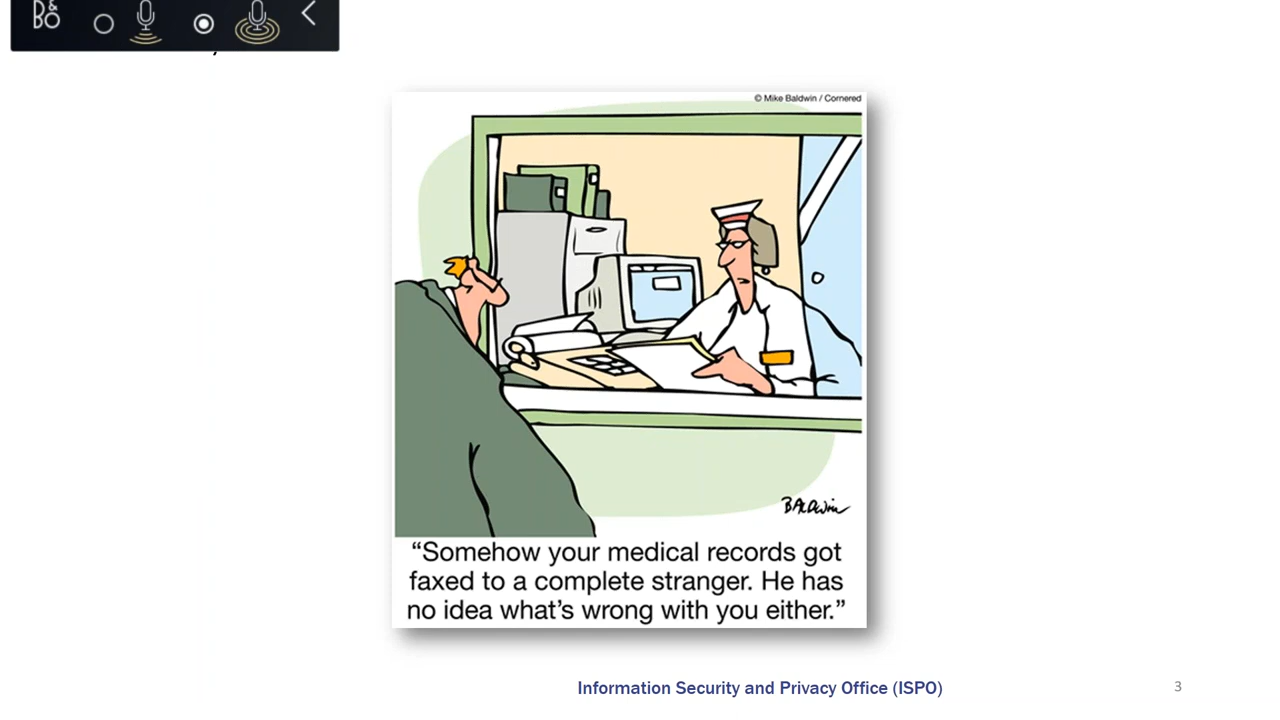 B&O
© Mike Baldwin / Cornered
BALDWIN
“Somehow your medical records got
faxed to a complete stranger. He has
no idea what’s wrong with you either.”
Information Security and Privacy Office (ISPO)
3